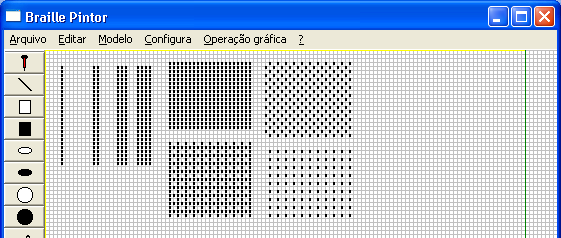 Braille Pintor
Arquivo Editar Modelo Configura Operação gráfica ?